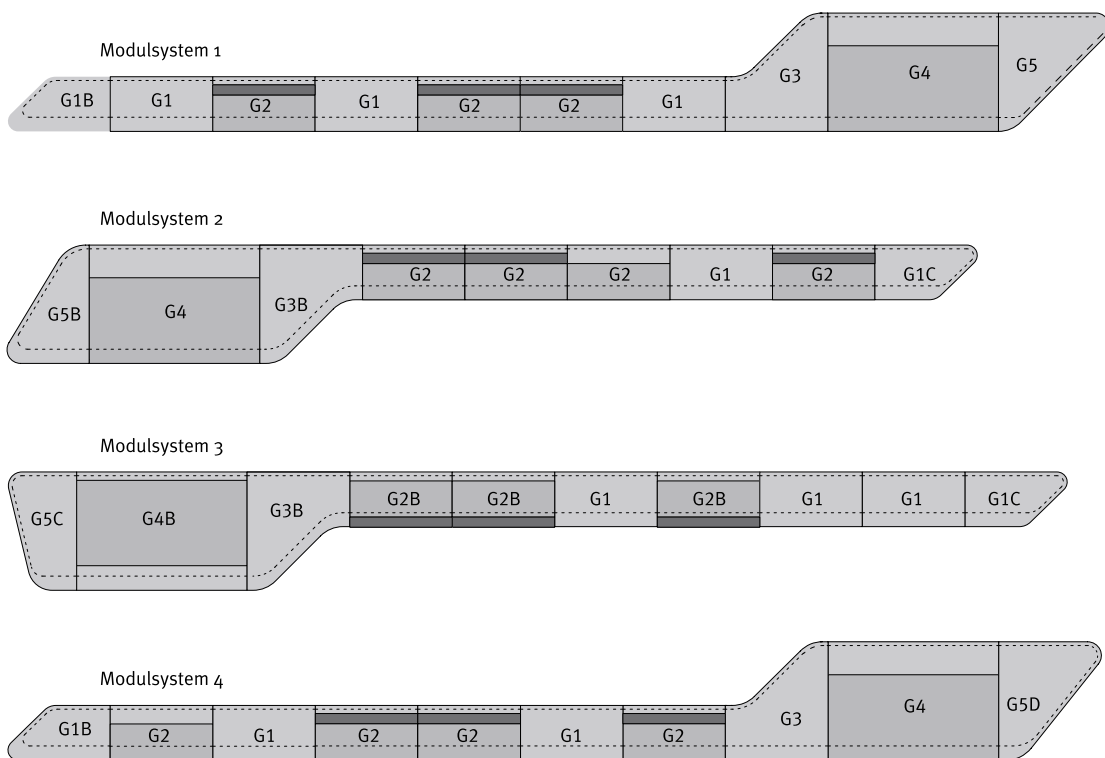 Modulsystem 1
G1B G1 G2 G1 G2 G2 G1 G3 G4 G5
Modulsystem 2
G5B G4 G3B G2 G2 G2 G1 G2 G1C
Modulsystem 3
G5C G4B G3B G2B G2B G1 G2B G1 G1 G1C
Modulsystem 4
G1B G2 G1 G2 G2 G1 G2 G3 G4 G5D